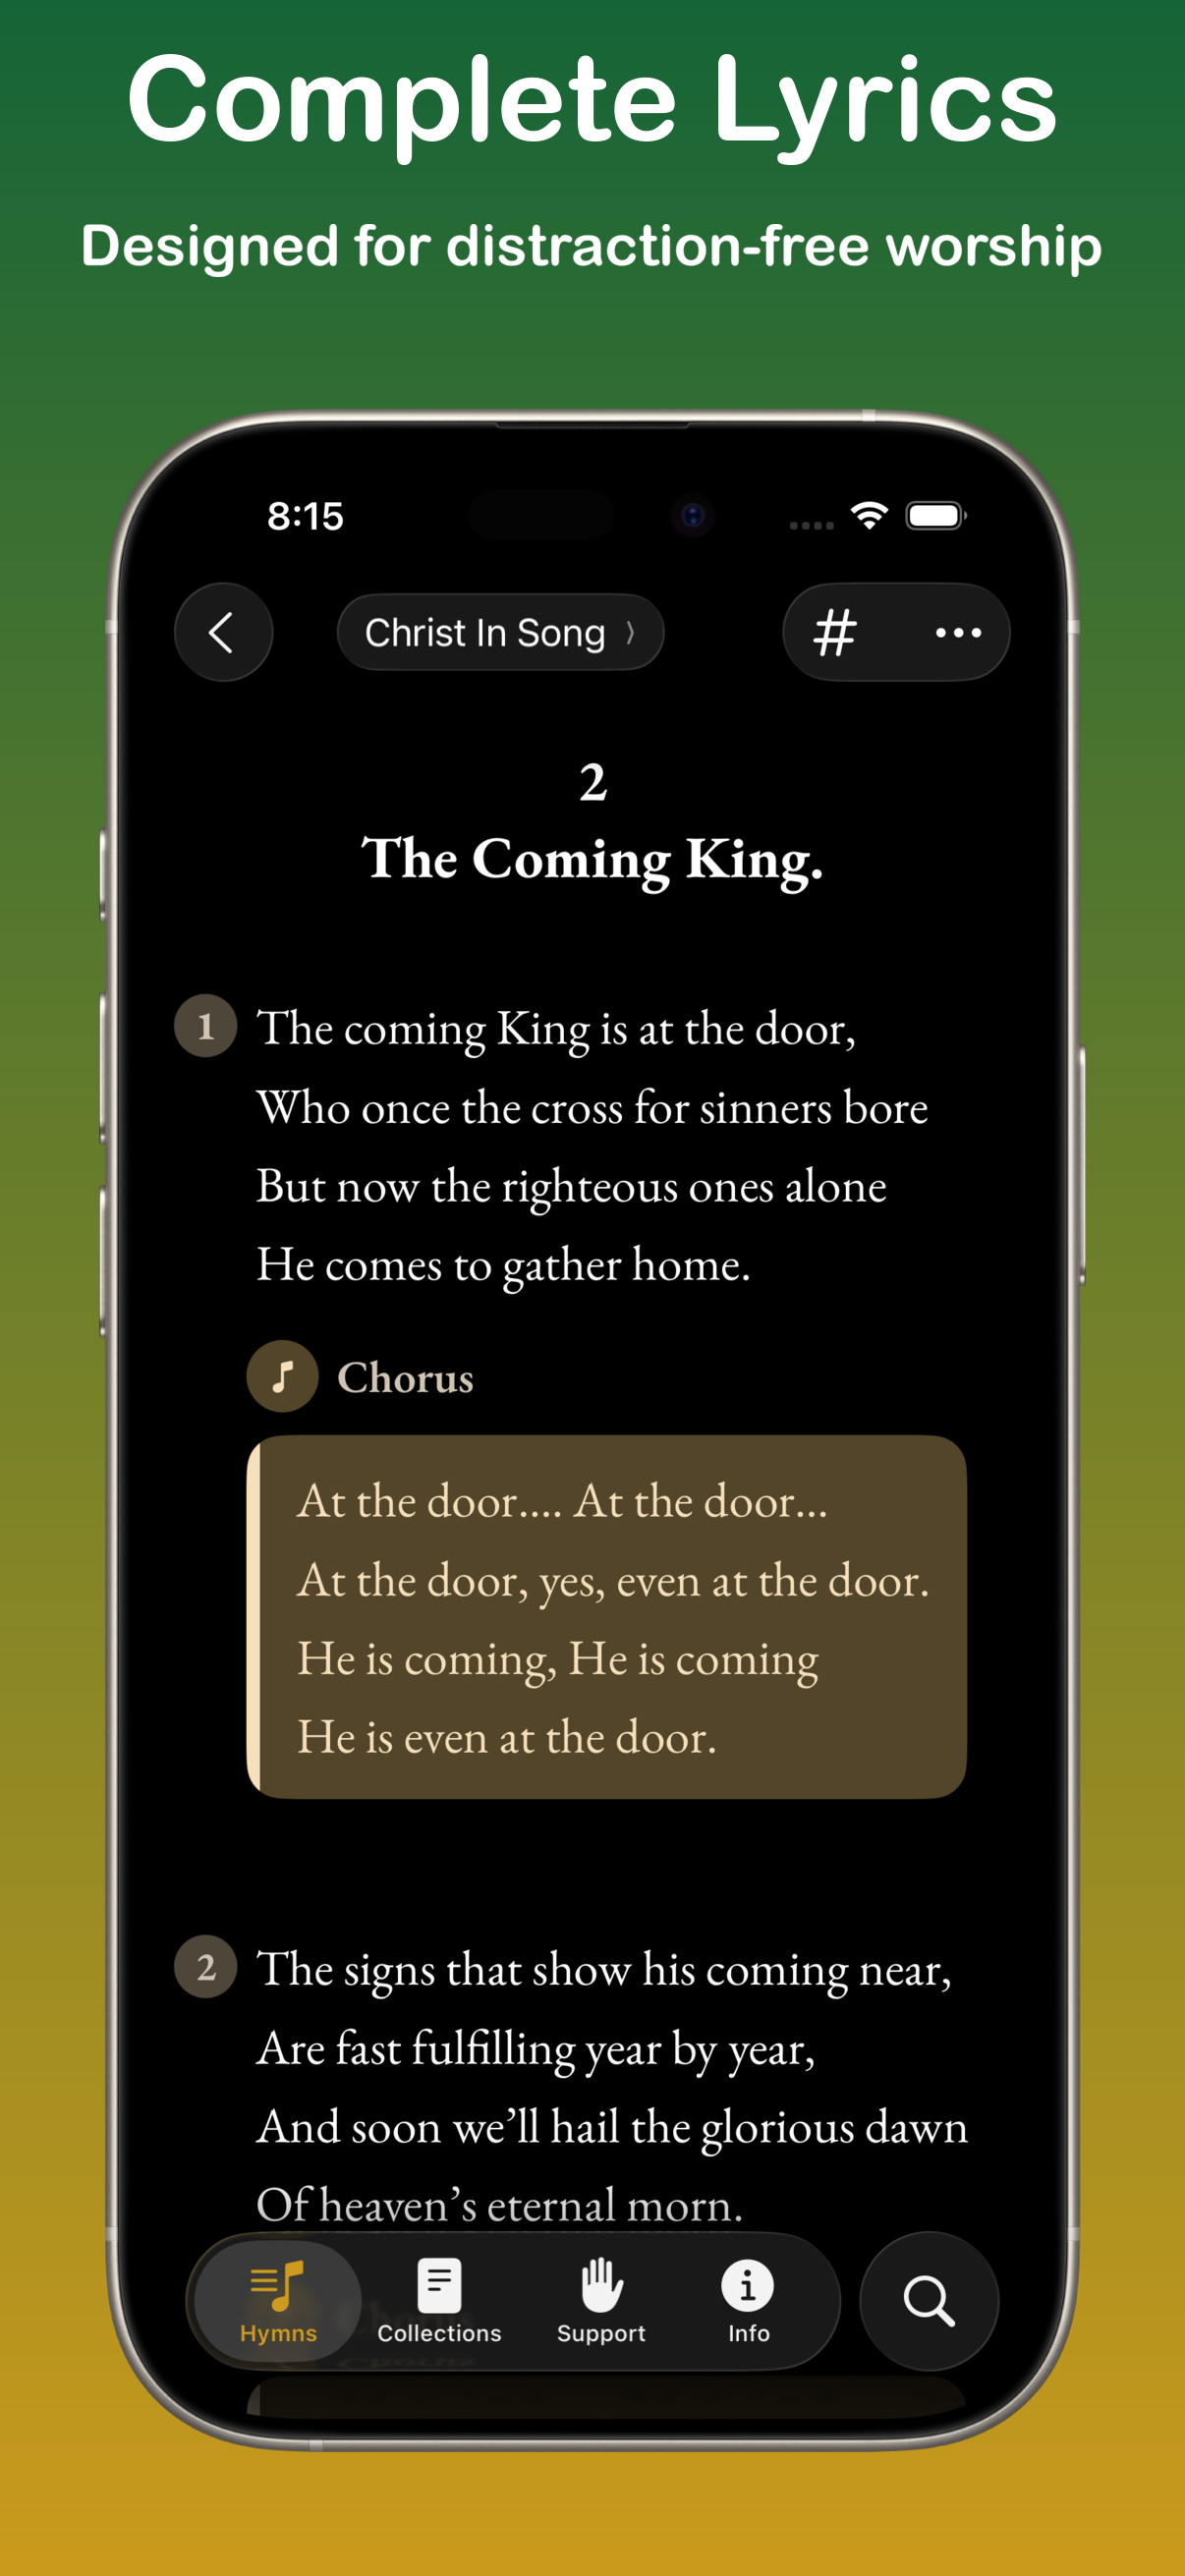 Complete Lyrics
Designed for distraction-free worship
8:15
Christ In Song ⟩
# •••
2
The Coming King.
1 The coming King is at the door,
Who once the cross for sinners bore
But now the righteous ones alone
He comes to gather home.
Chorus
At the door.... At the door...
At the door, yes, even at the door.
He is coming, He is coming
He is even at the door.
2 The signs that show his coming near,
Are fast fulfilling year by year,
And soon we’ll hail the glorious dawn
Of heaven’s eternal morn.
Chorus
Hymns Collections Support Info